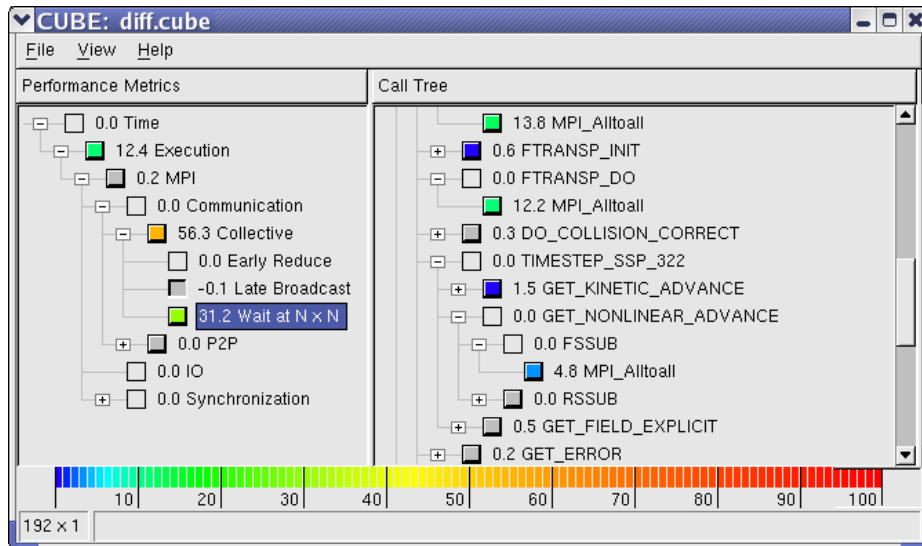 CUBE: diff.cube
File View Help
Performance Metrics
Call Tree
0.0 Time
12.4 Execution
0.2 MPI
0.0 Communication
56.3 Collective
0.0 Early Reduce
-0.1 Late Broadcast
31.2 Wait at N x N
0.0 P2P
0.0 IO
0.0 Synchronization
13.8 MPI_Alltoall
0.6 FTRANSP_INIT
0.0 FTRANSP_DO
12.2 MPI_Alltoall
0.3 DO_COLLISION_CORRECT
0.0 TIMESTEP_SSP_322
1.5 GET_KINETIC_ADVANCE
0.0 GET_NONLINEAR_ADVANCE
0.0 FSSUB
4.8 MPI_Alltoall
0.0 RSSUB
0.5 GET_FIELD_EXPLICIT
0.2 GET_ERROR
10 20 30 40 50 60 70 80 90 100
192 x 1